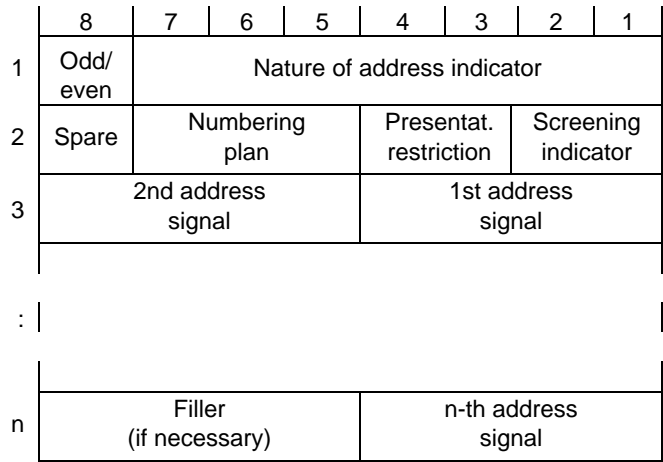 8 7 6 5 4 3 2 1
1 Odd/ even Nature of address indicator
2 Spare Numbering plan Presentat. restriction Screening indicator
3 2nd address signal 1st address signal
:
n Filler (if necessary) n-th address signal